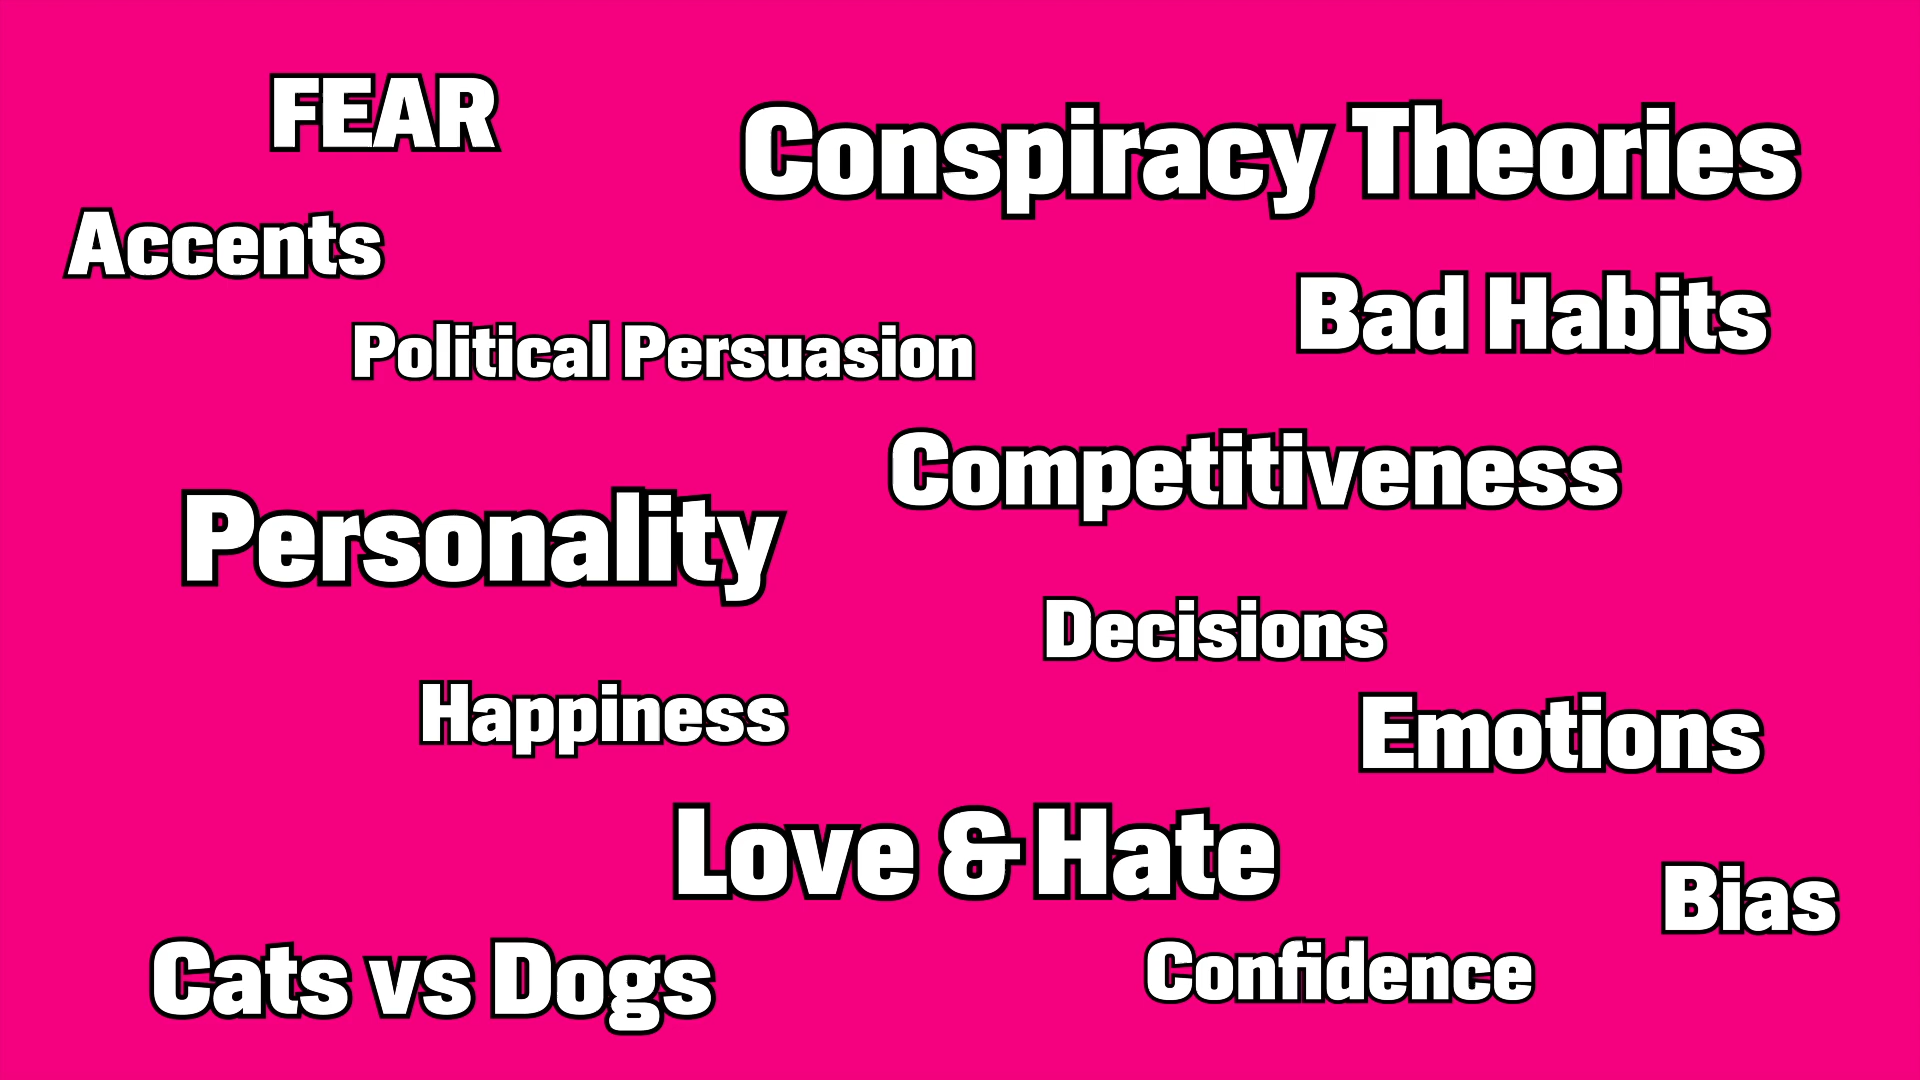 FEAR
Conspiracy Theories
Accents
Bad Habits
Political Persuasion
Competitiveness
Personality
Decisions
Happiness
Emotions
Love & Hate
Bias
Cats vs Dogs
Confidence